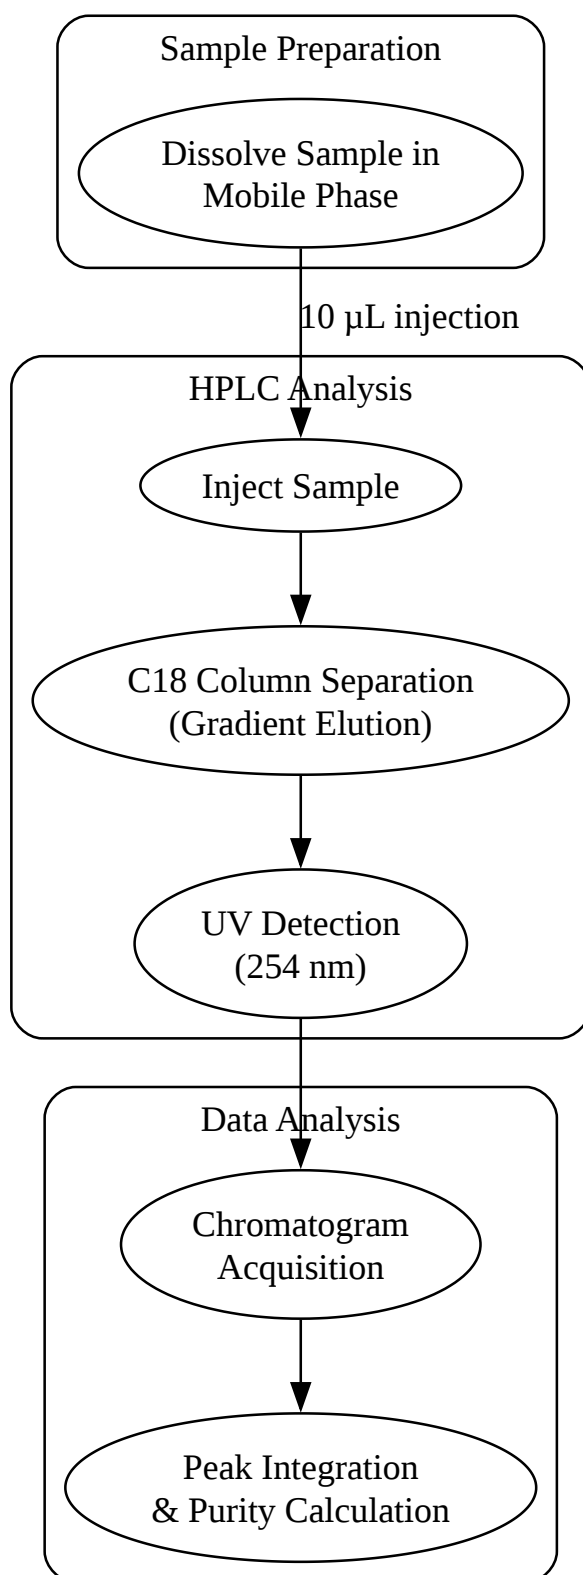 Sample Preparation
Dissolve Sample in
Mobile Phase
10 µL injection
HPLC Analysis
Inject Sample
C18 Column Separation
(Gradient Elution)
UV Detection
(254 nm)
Data Analysis
Chromatogram
Acquisition
Peak Integration
& Purity Calculation